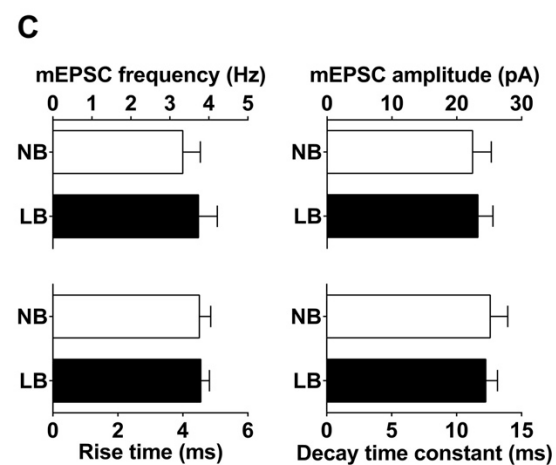 C
mEPSC frequency (Hz)
0 1 2 3 4 5
NB
LB
NB
LB
0 2 4 6
Rise time (ms)
mEPSC amplitude (pA)
0 10 20 30
NB
LB
NB
LB
0 5 10 15
Decay time constant (ms)